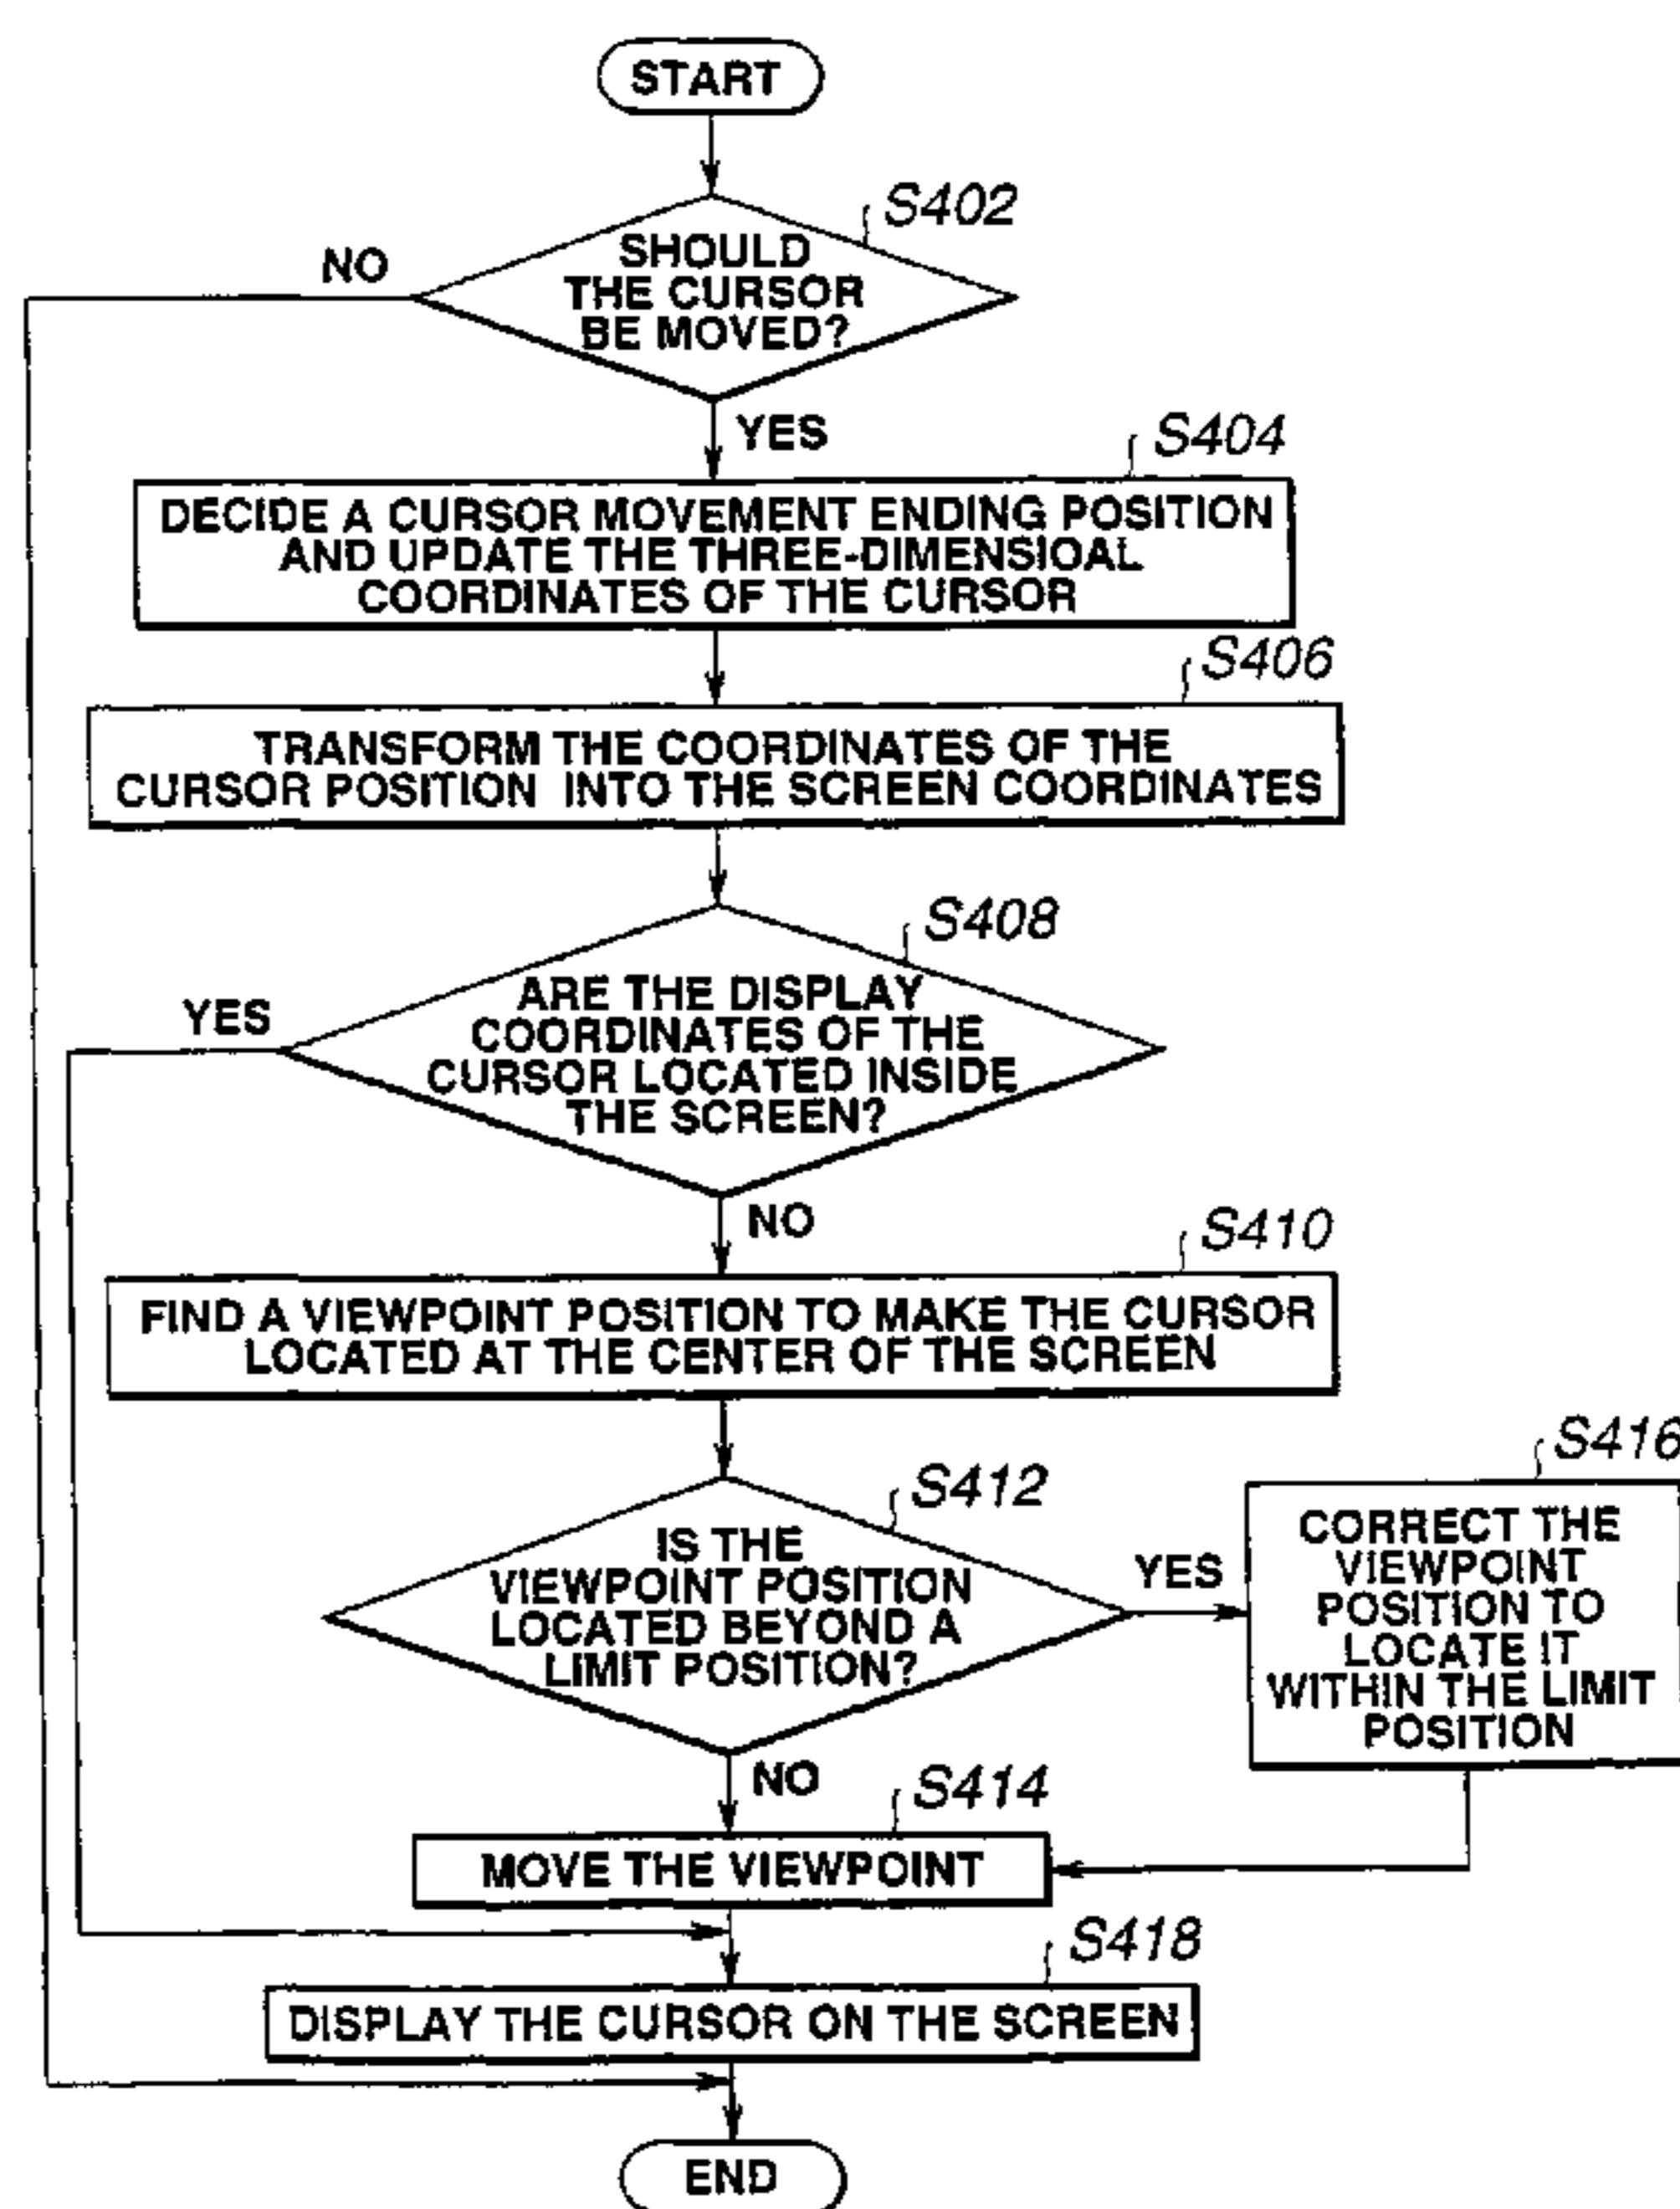 START
S402
NO
SHOULD
THE CURSOR
BE MOVED?
YES
S404
DECIDE A CURSOR MOVEMENT ENDING POSITION
AND UPDATE THE THREE-DIMENSIOAL
COORDINATES OF THE CURSOR
S406
TRANSFORM THE COORDINATES OF THE
CURSOR POSITION INTO THE SCREEN COORDINATES
S408
YES
ARE THE DISPLAY
COORDINATES OF THE
CURSOR LOCATED INSIDE
THE SCREEN?
NO
S410
FIND A VIEWPOINT POSITION TO MAKE THE CURSOR
LOCATED AT THE CENTER OF THE SCREEN
S412
IS THE
VIEWPOINT POSITION
LOCATED BEYOND A
LIMIT POSITION?
YES
S416
CORRECT THE
VIEWPOINT
POSITION TO
LOCATE IT
WITHIN THE LIMIT
POSITION
NO
S414
MOVE THE VIEWPOINT
S418
DISPLAY THE CURSOR ON THE SCREEN
END